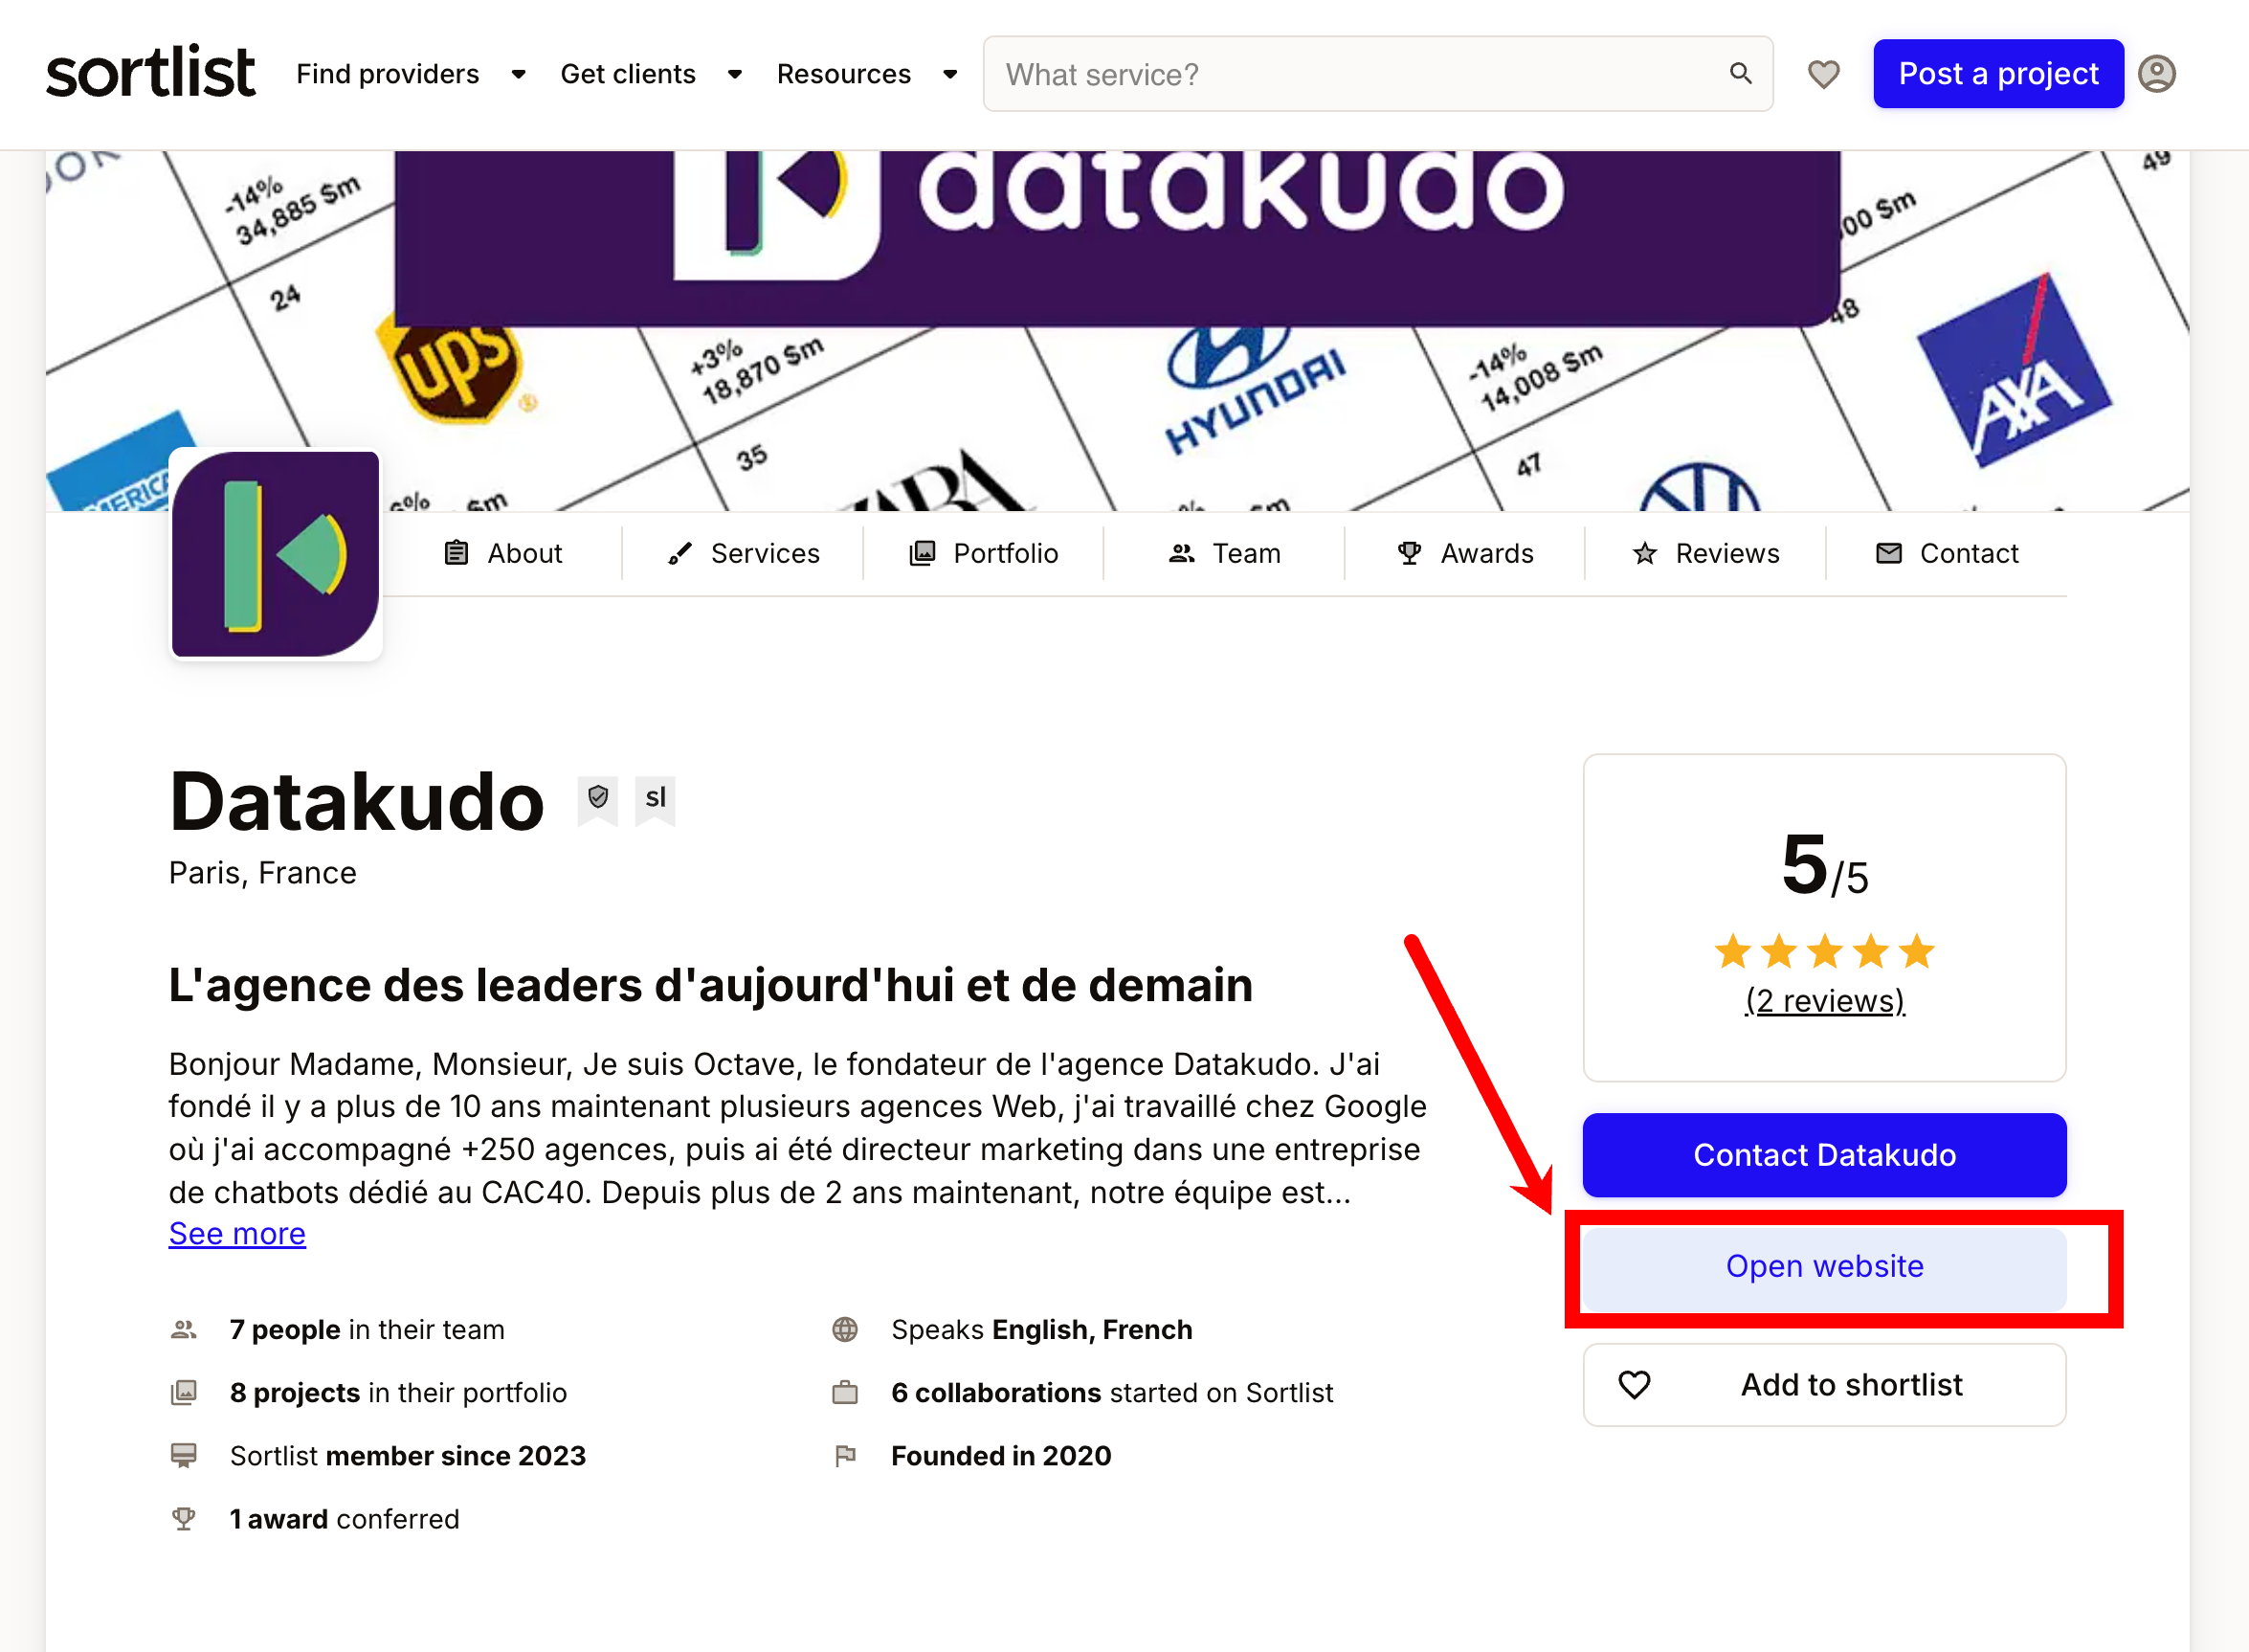 sortlist
Find providers
Get clients
Resources
What service?
Post a project
-14%
34,885 $m
datakudo
00 $m
49
24
ups
+3%
18,870 $m
HYUNDAI
-14%
14,008 $m
48
AXA
35
47
$m
About
Services
Portfolio
Team
Awards
Reviews
Contact
Datakudo
sl
Paris, France
5/5
(2 reviews)
L'agence des leaders d'aujourd'hui et de demain
Bonjour Madame, Monsieur, Je suis Octave, le fondateur de l'agence Datakudo. J'ai
fondé il y a plus de 10 ans maintenant plusieurs agences Web, j'ai travaillé chez Google
où j'ai accompagné +250 agences, puis ai été directeur marketing dans une entreprise
de chatbots dédié au CAC40. Depuis plus de 2 ans maintenant, notre équipe est...
See more
Contact Datakudo
Open website
Add to shortlist
7 people in their team
Speaks English, French
8 projects in their portfolio
6 collaborations started on Sortlist
Sortlist member since 2023
Founded in 2020
1 award conferred